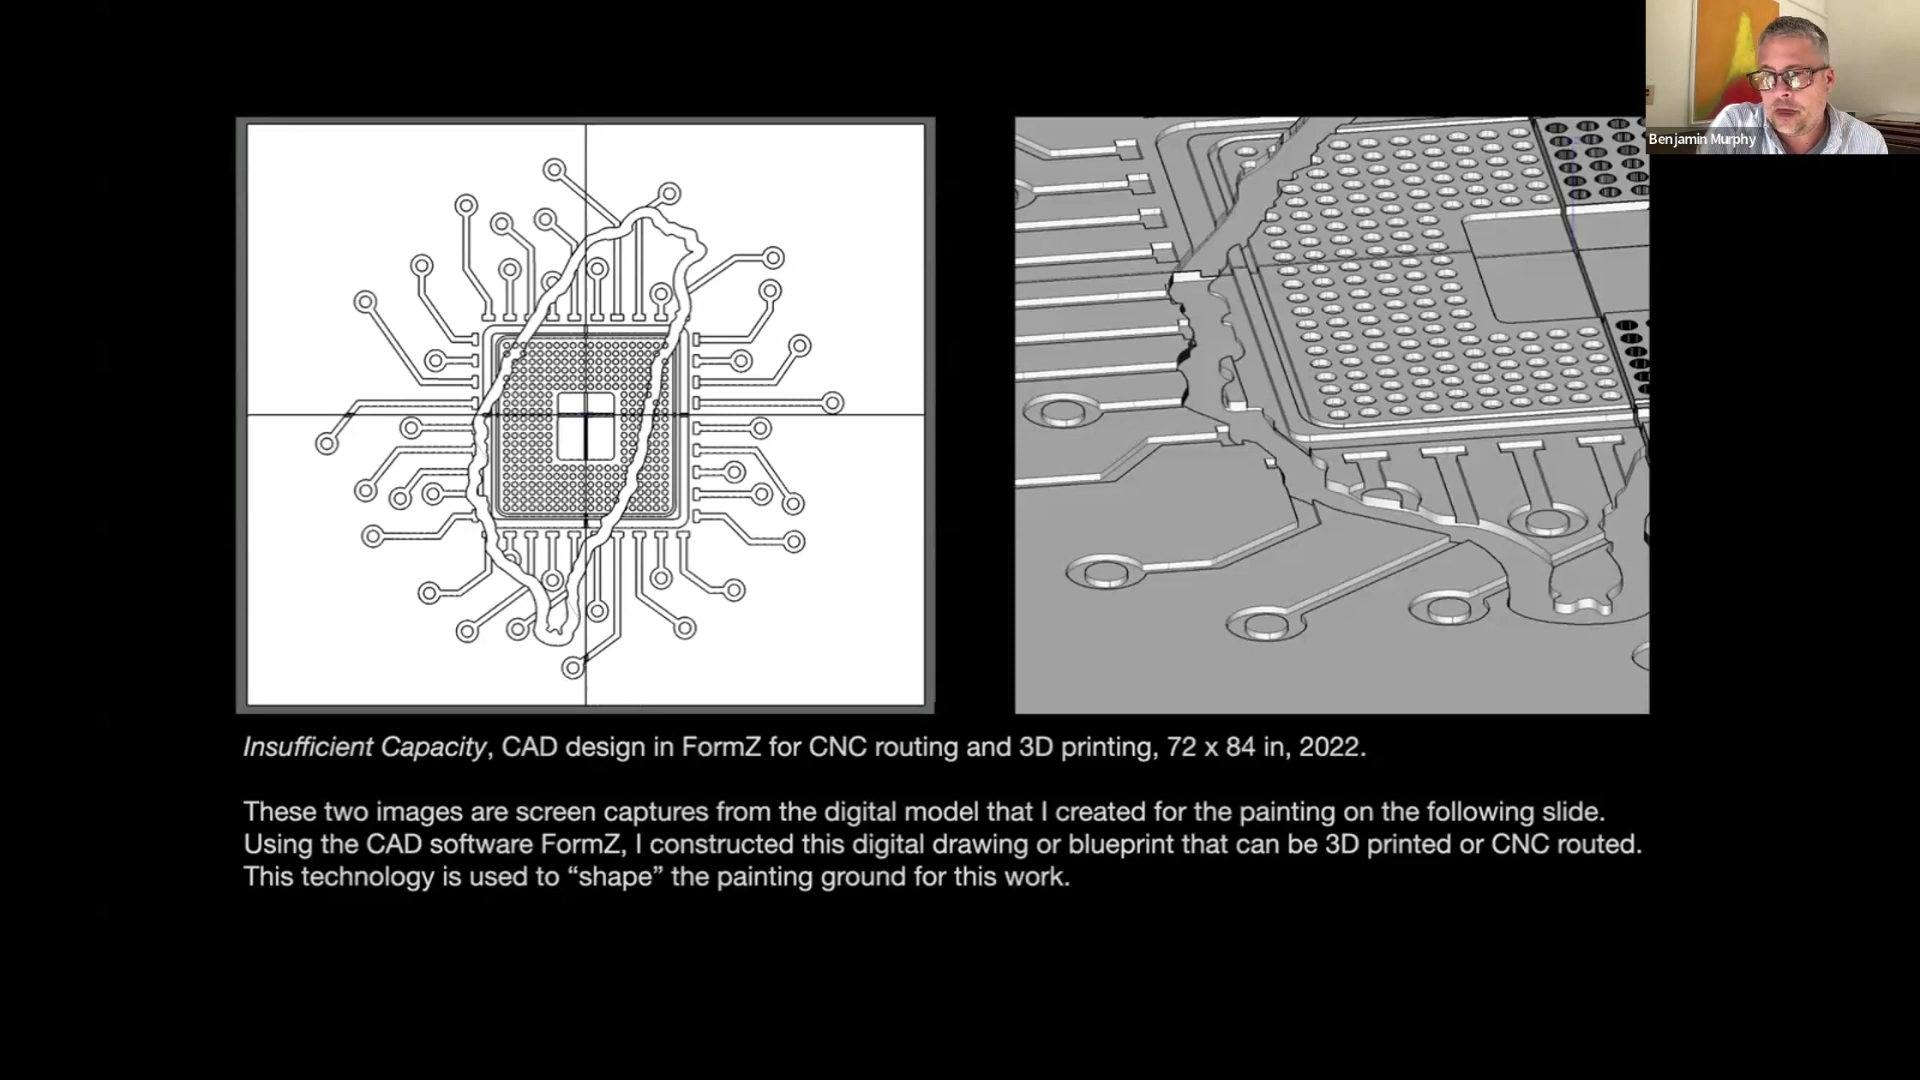 Benjamin Murphy
Insufficient Capacity, CAD design in FormZ for CNC routing and 3D printing, 72 x 84 in, 2022.
These two images are screen captures from the digital model that I created for the painting on the following slide.
Using the CAD software FormZ, I constructed this digital drawing or blueprint that can be 3D printed or CNC routed.
This technology is used to “shape” the painting ground for this work.